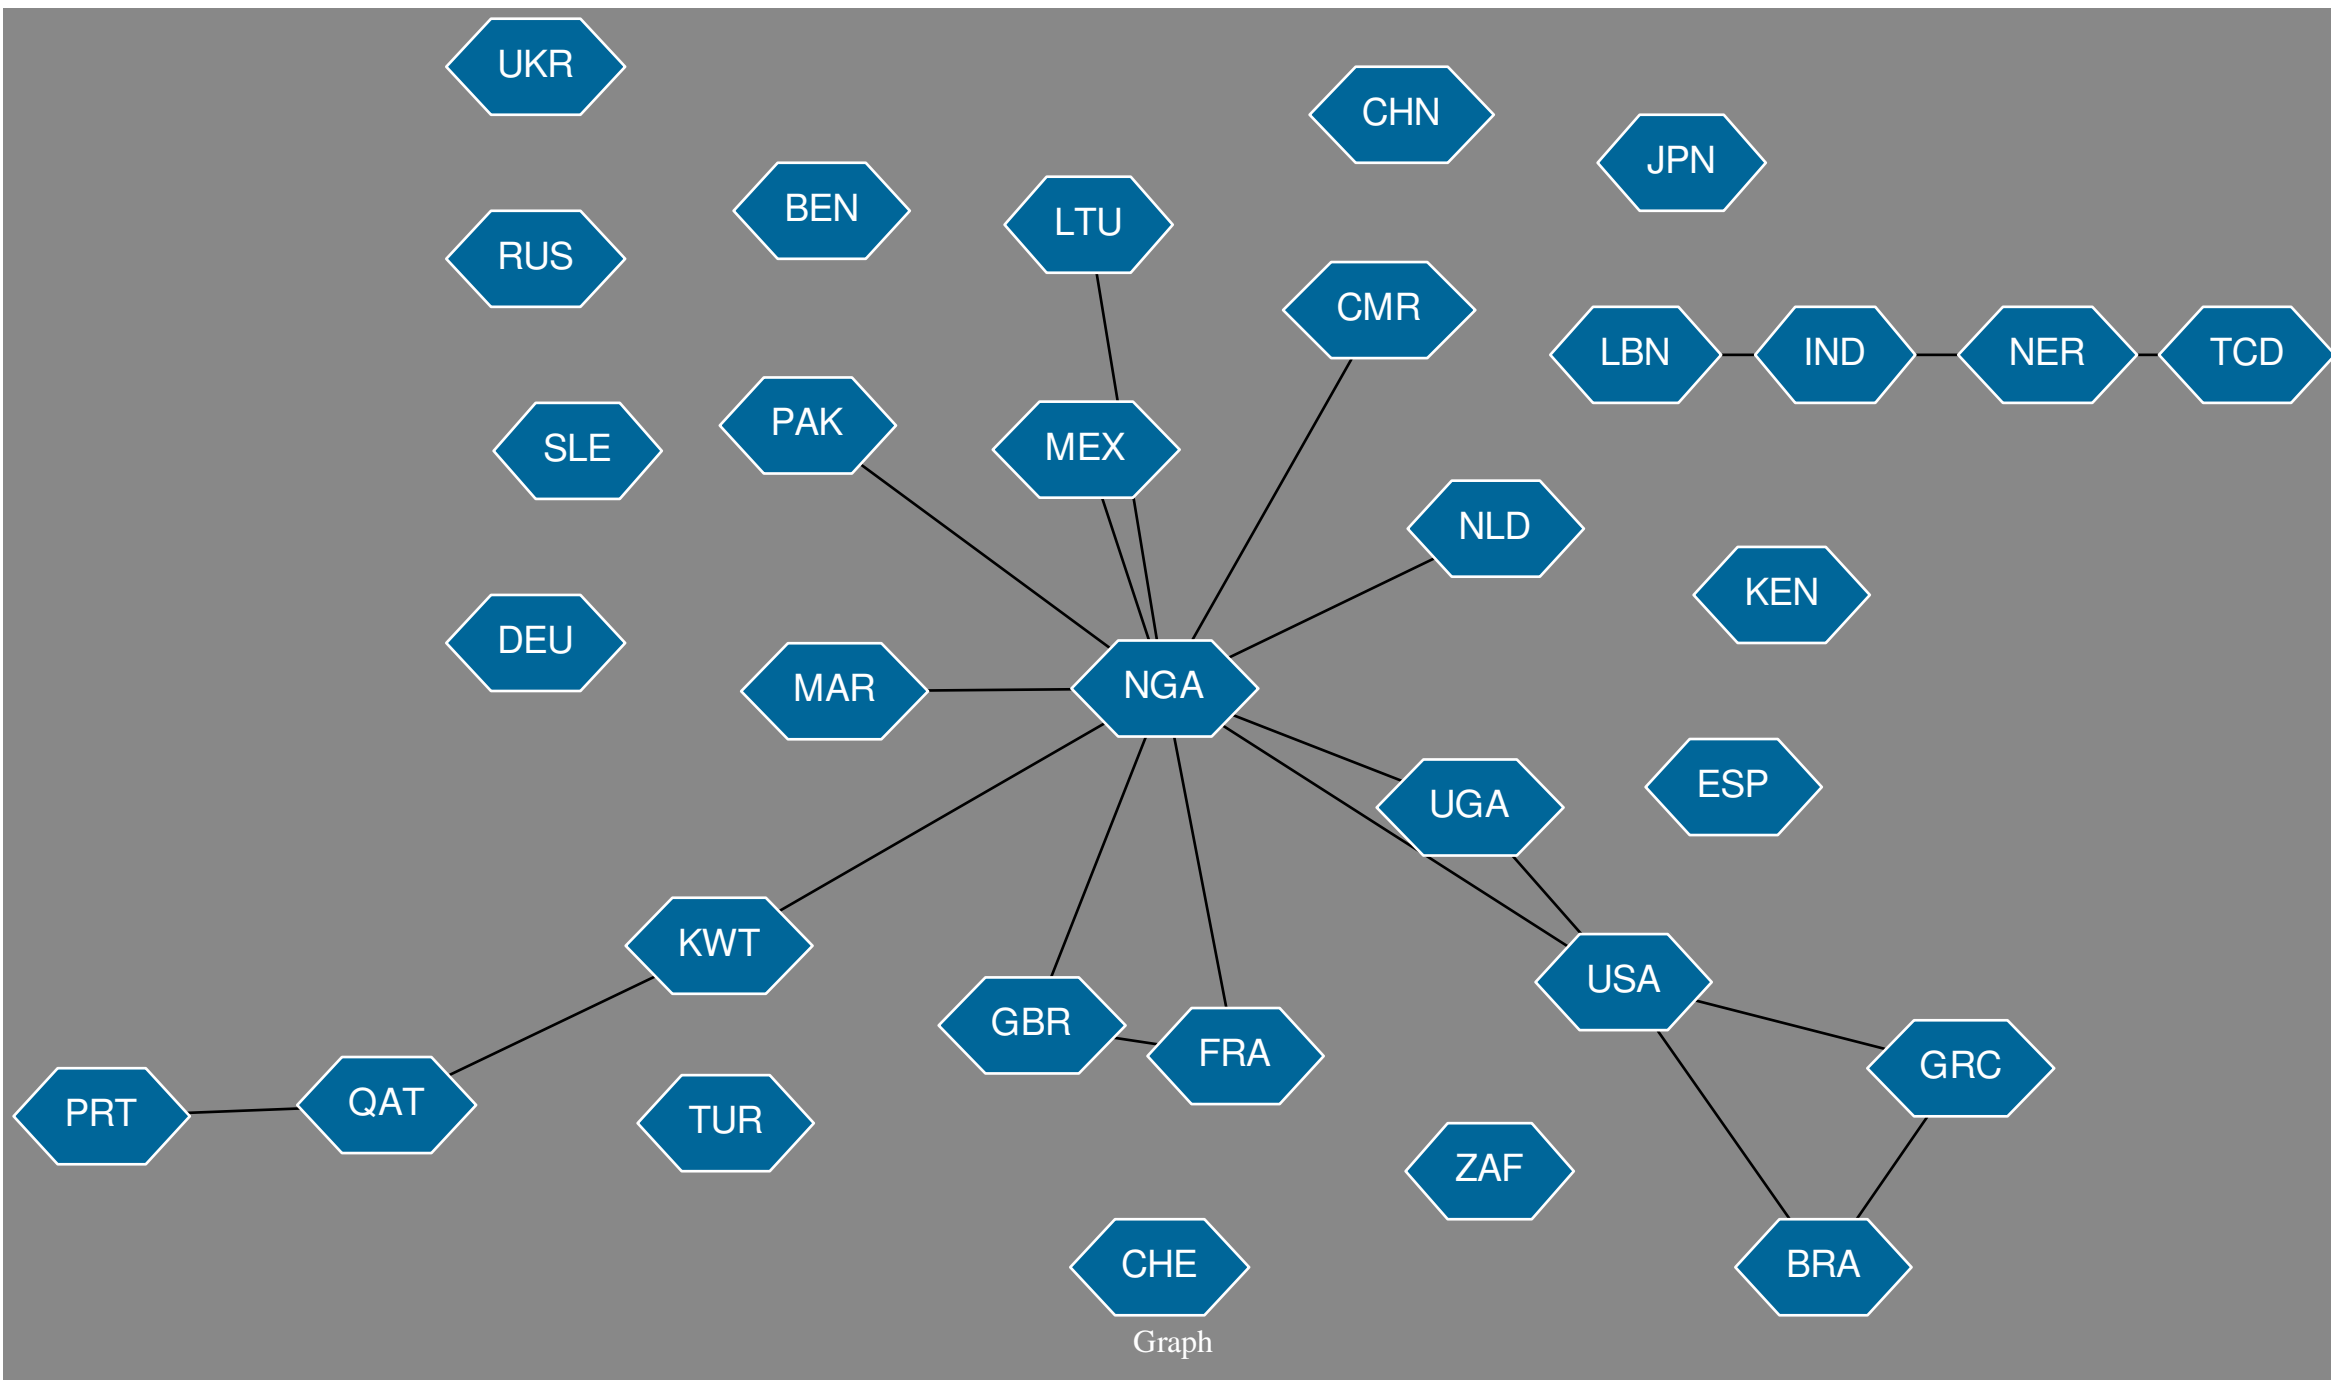 UKR
CHN
JPN
BEN
LTU
RUS
CMR
LBN
IND
NER
TCD
PAK
MEX
SLE
NLD
KEN
DEU
MAR
NGA
ESP
UGA
KWT
USA
GBR
FRA
GRC
PRT
QAT
TUR
ZAF
CHE
BRA
Graph